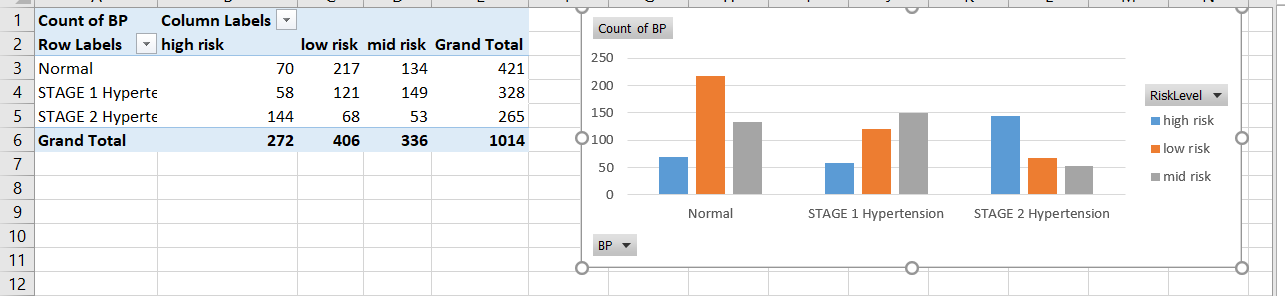 1 Count of BP Column Labels
2 Row Labels high risk low risk mid risk Grand Total
3 Normal 70 217 134 421
4 STAGE 1 Hyperte 58 121 149 328
5 STAGE 2 Hyperte 144 68 53 265
6 Grand Total 272 406 336 1014
7
8
9
10
11
12
Count of BP
250
200
150
100
50
0
Normal STAGE 1 Hypertension STAGE 2 Hypertension
RiskLevel
high risk
low risk
mid risk
BP